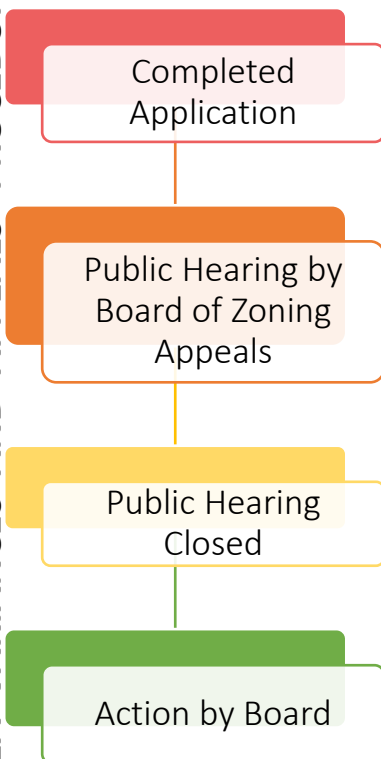 Completed
Application
Public Hearing by
Board of Zoning
Appeals
Public Hearing
Closed
Action by Board